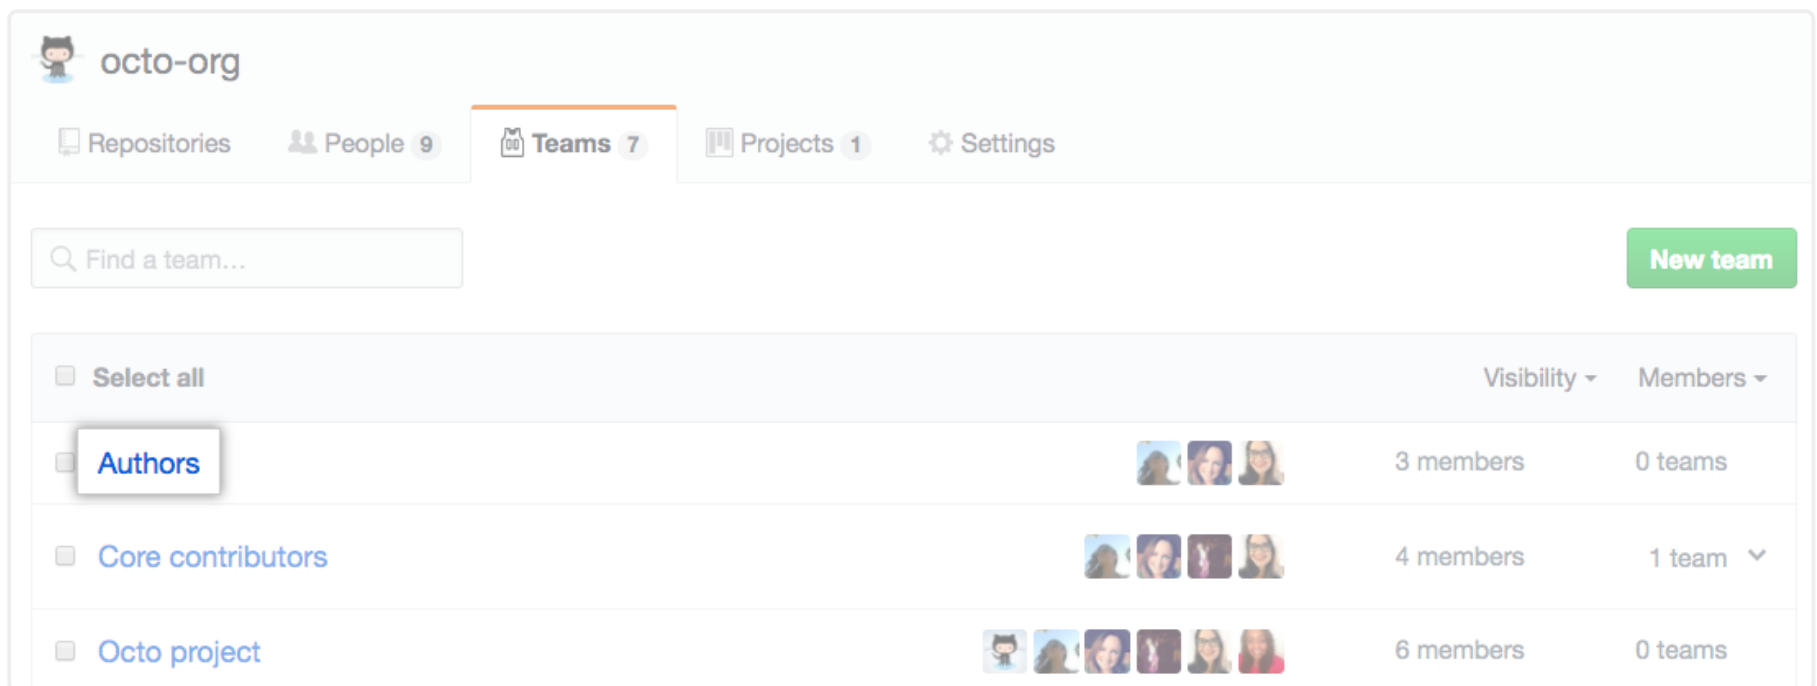 octo-org
Repositories People 9 Teams 7 Projects 1 Settings
Find a team... New team
Select all Visibility Members
Authors 3 members 0 teams
Core contributors 4 members 1 team
Octo project 6 members 0 teams